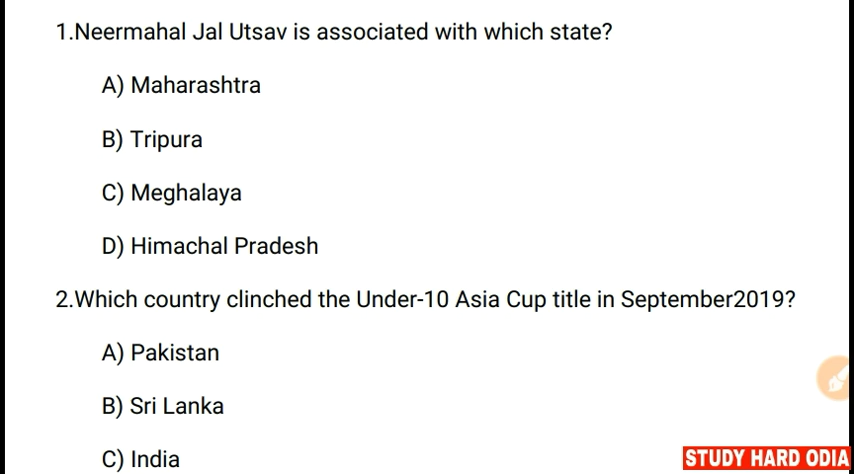 1.Neermahal Jal Utsav is associated with which state?
A) Maharashtra
B) Tripura
C) Meghalaya
D) Himachal Pradesh
2.Which country clinched the Under-10 Asia Cup title in September2019?
A) Pakistan
B) Sri Lanka
C) India
STUDY HARD ODIA